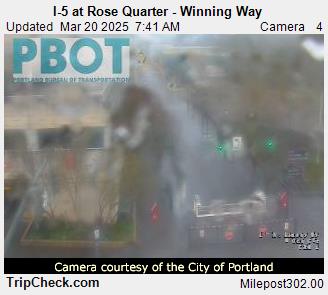 I-5 at Rose Quarter - Winning Way
Updated Mar 20 2025 7:41 AM Camera 4
PBOT
PORTLAND BUREAU OF TRANSPORTATION
Camera courtesy of the City of Portland
TripCheck.com Milepost302.00